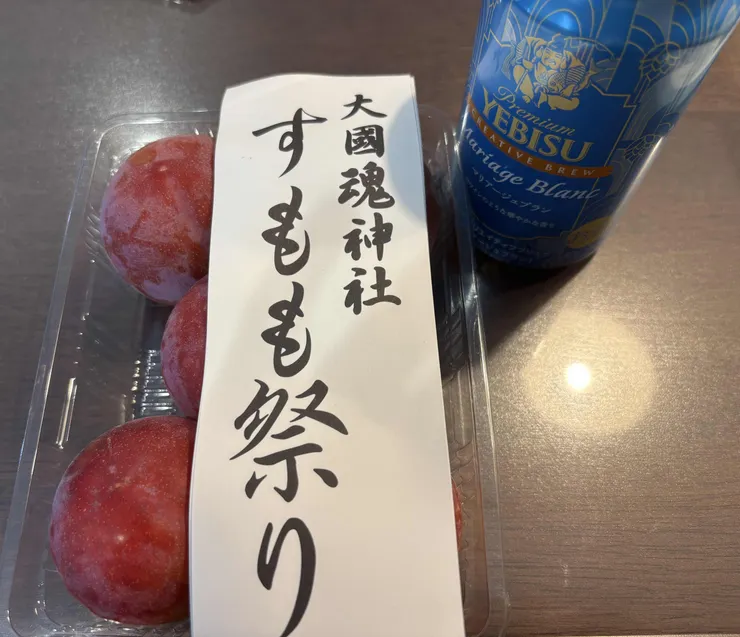 大國魂神社
すもも祭り
Premium
YEBISU
CREATIVE BREW
Mariage Blanc
マリアージュブラン